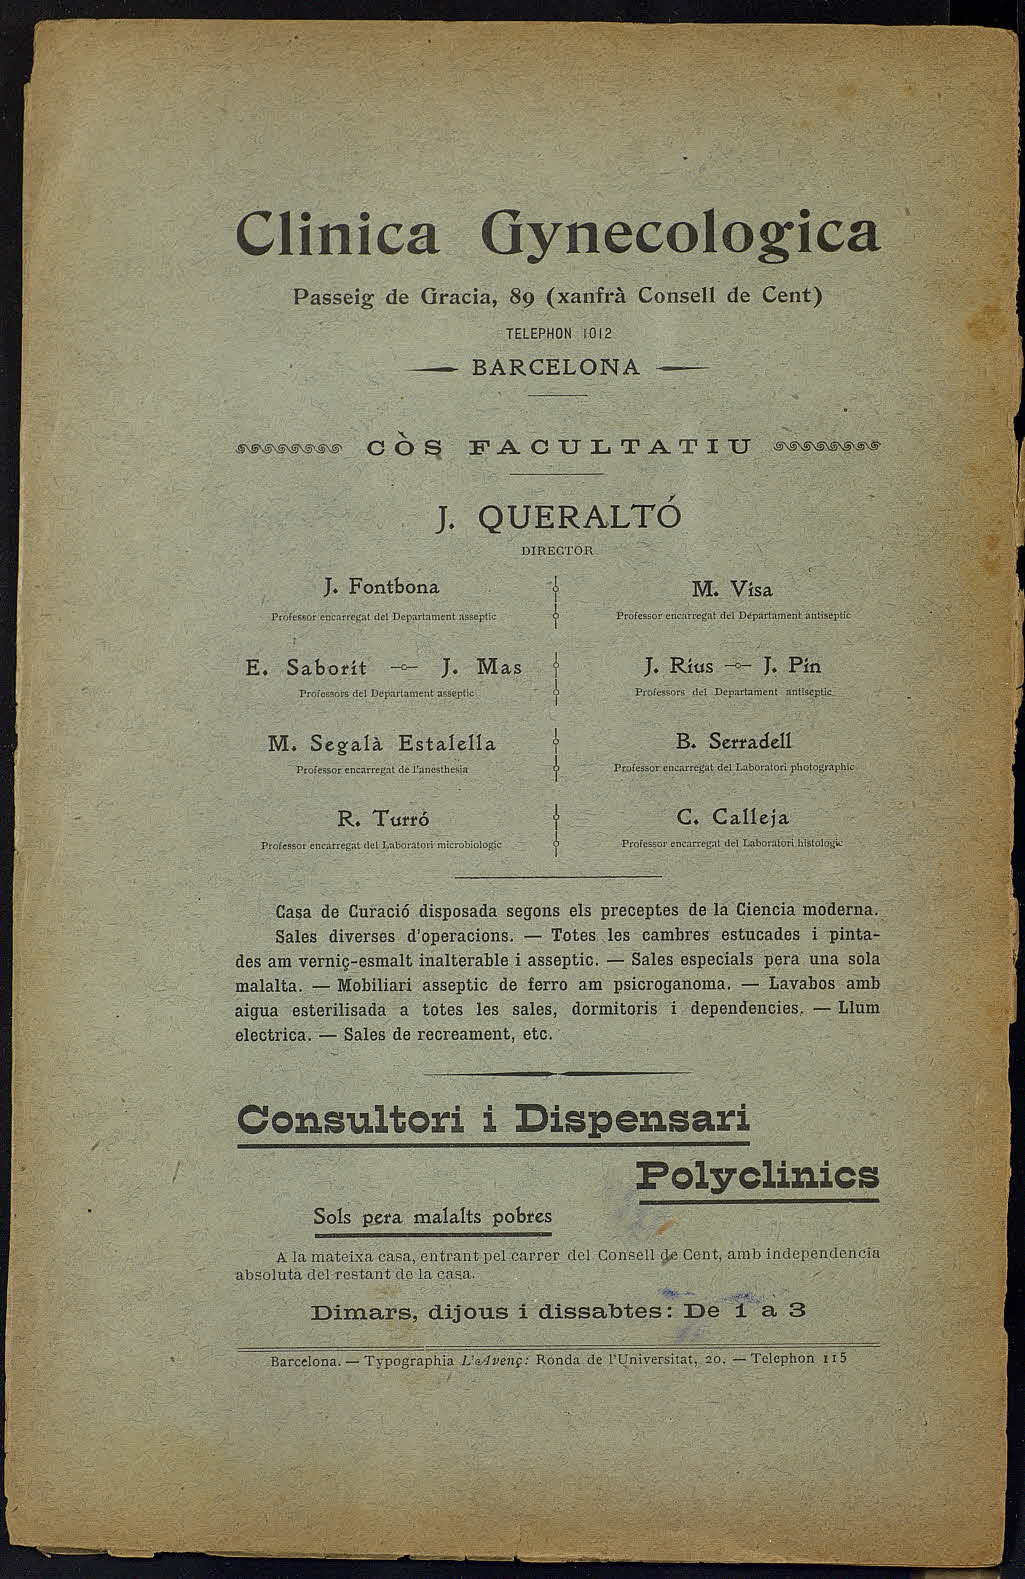 Clinica Gynecologica
Passeig de Gracia, 89 (xanfrà Consell de Cent)
TELEPHON 1012
BARCELONA
CÒS FACULTATIU
J. QUERALTÓ
DIRECTOR
J. Fontbona
Professor encarregat del Departament asseptic
M. Visa
Professor encarregat del Departament antiseptic
E. Saborit — J. Mas
Professors del Departament asseptic
J. Rius — J. Pin
Professors del Departament antiseptic
M. Segalà Estalella
Professor encarregat de l'anesthesia
B. Serradell
Professor encarregat del Laboratori photographic
R. Turró
Professor encarregat del Laboratori microbiologic
C. Calleja
Professor encarregat del Laboratori histologic
Casa de Curació disposada segons els preceptes de la Ciencia moderna.
Sales diverses d'operacions. — Totes les cambres estucades i pinta-
des am verniç-esmalt inalterable i asseptic. — Sales especials pera una sola
malalta. — Mobiliari asseptic de ferro am psicroganoma. — Lavabos amb
aigua esterilisada a totes les sales, dormitoris i dependencies. — Llum
electrica. — Sales de recreament, etc.
Consultori i Dispensari
Polyclinics
Sols pera malalts pobres
A la mateixa casa, entrant pel carrer del Consell de Cent, amb independencia
absoluta del restant de la casa.
Dimars, dijous i dissabtes: De 1 a 3
Barcelona. — Typographia L'Avenç: Ronda de l'Universitat, 20. — Telephon 115